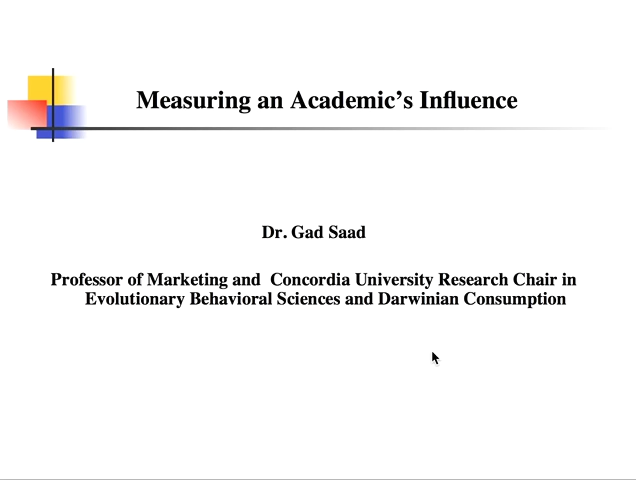 Measuring an Academic’s Influence
Dr. Gad Saad
Professor of Marketing and  Concordia University Research Chair in
Evolutionary Behavioral Sciences and Darwinian Consumption